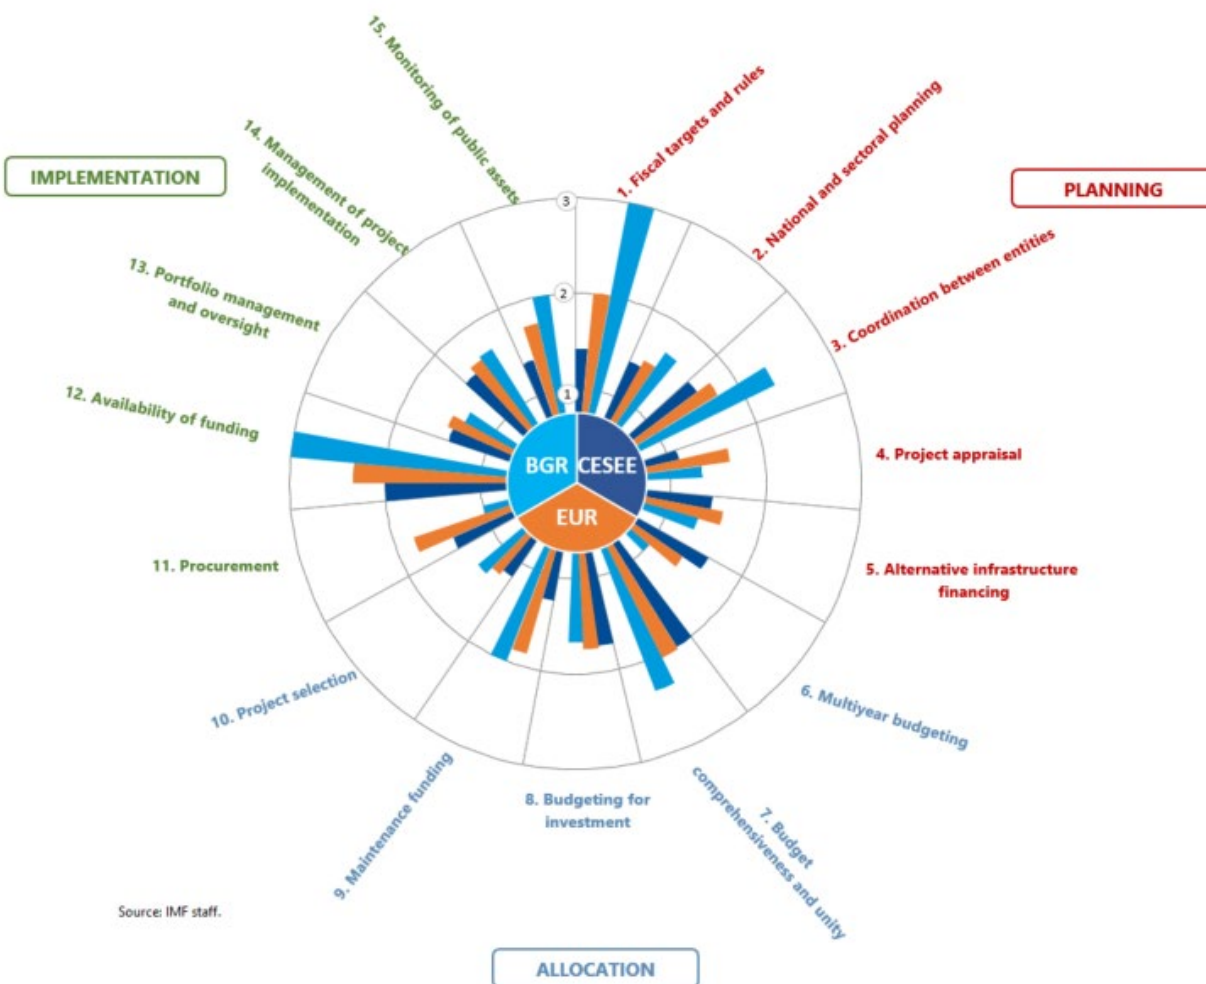 15. Monitoring of public assets
1. Fiscal targets and rules
14. Management of project
implementation
2. National and sectoral planning
IMPLEMENTATION
PLANNING
3
13. Portfolio management
and oversight
3. Coordination between entities
2
12. Availability of funding
1
4. Project appraisal
BGR
CESEE
EUR
11. Procurement
5. Alternative infrastructure
financing
10. Project selection
6. Multiyear budgeting
9. Maintenance funding
8. Budgeting for
investment
7. Budget
comprehensiveness and unity
Source: IMF staff.
ALLOCATION